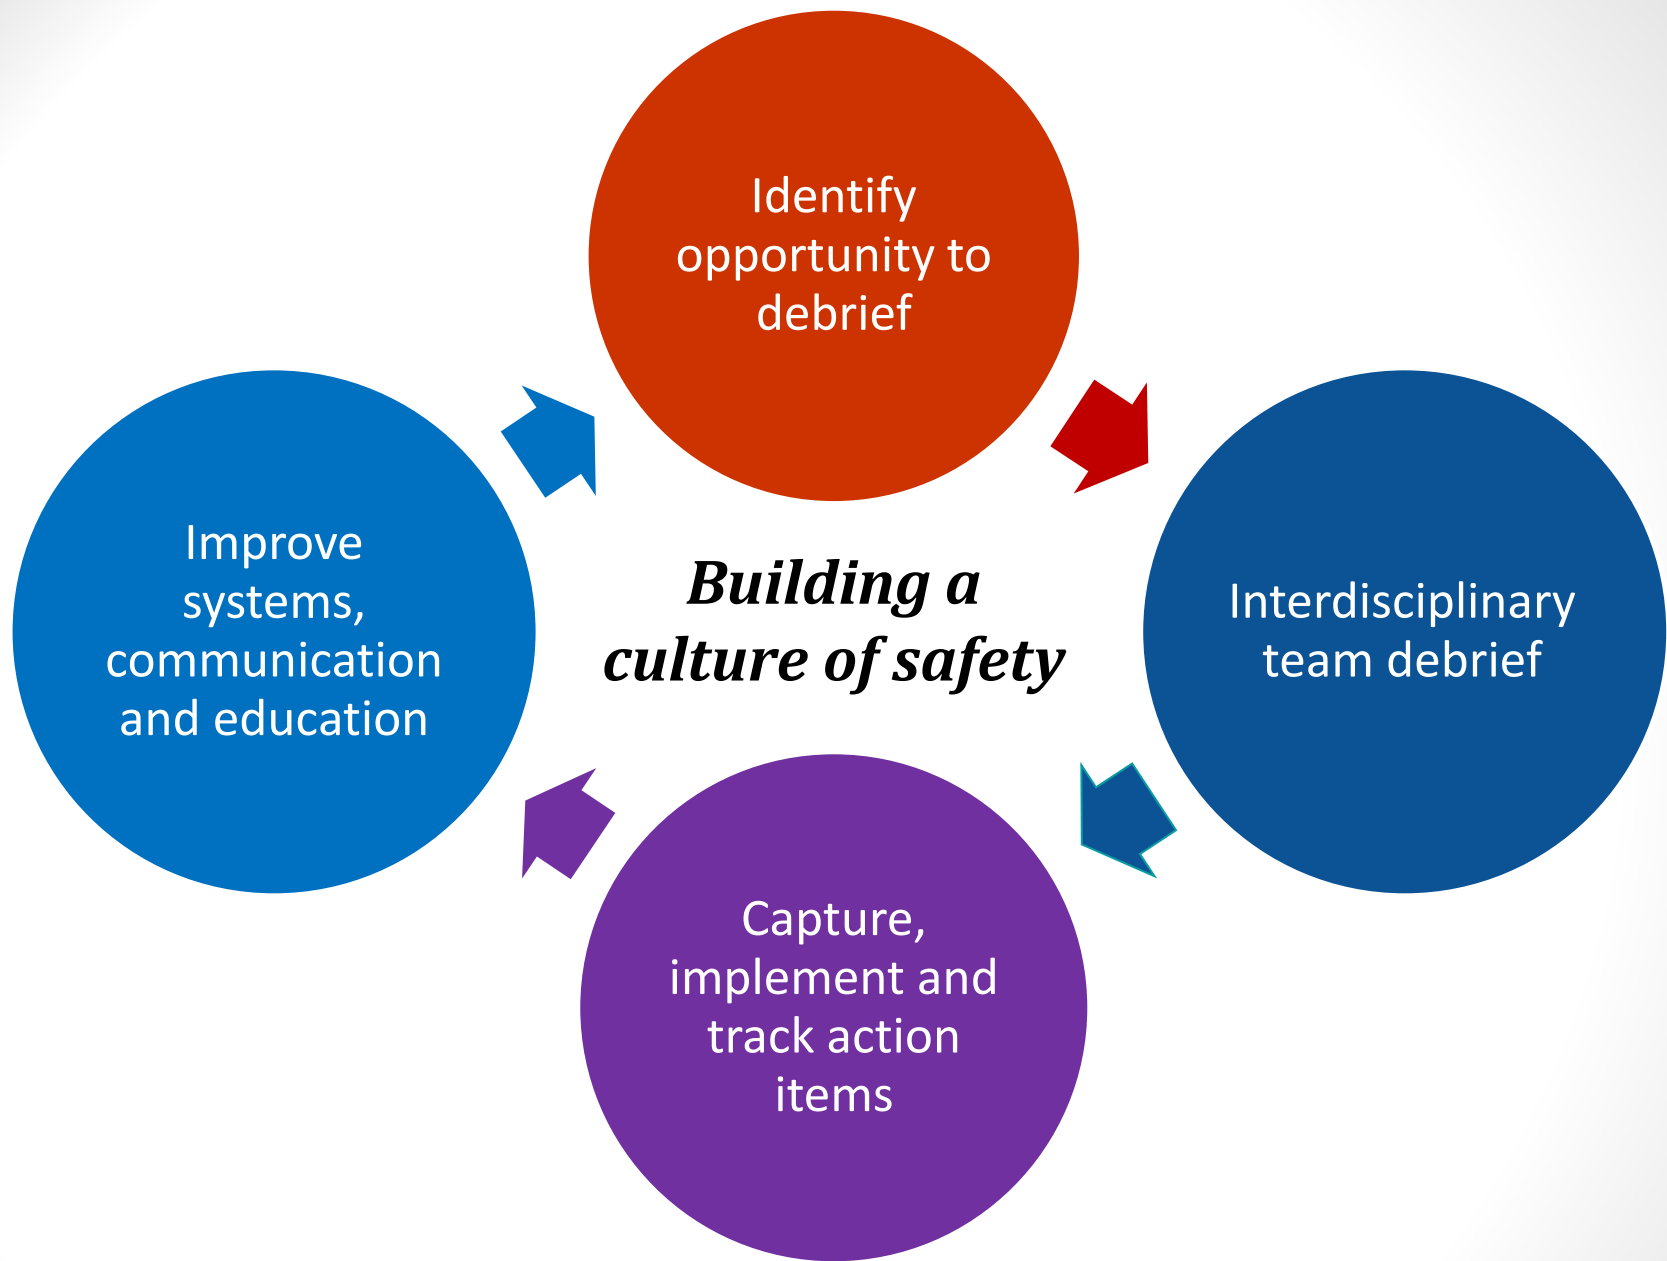 Identify
opportunity to
debrief
Interdisciplinary
team debrief
Capture,
implement and
track action
items
Improve
systems,
communication
and education
Building a
culture of safety